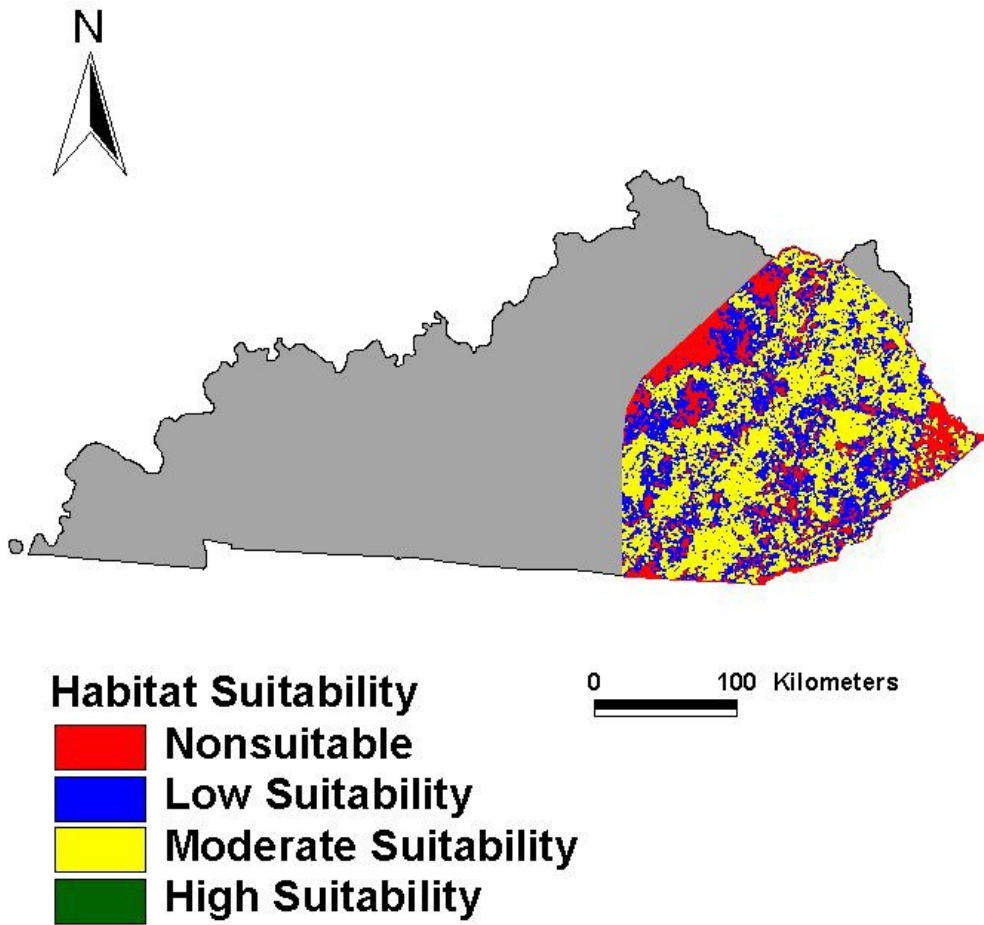 N
Habitat Suitability
0 100 Kilometers
Nonsuitable
Low Suitability
Moderate Suitability
High Suitability